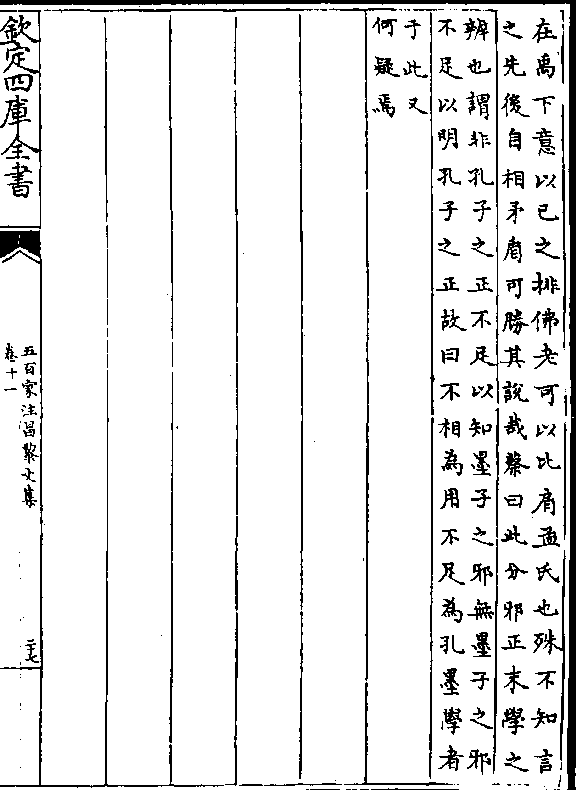 在禹下意以已之排佛老可以比肩孟氏也殊不知言
之先後自相矛盾可勝其說哉蔡曰此分邪正末學之
辨也謂非孔子之正不足以知墨子之邪無墨子之邪
不足以明孔子之正故曰不相為用不足為孔墨學者
于此又
何疑焉
欽定四庫全書
五百家注昌黎文集
卷十一
二十七